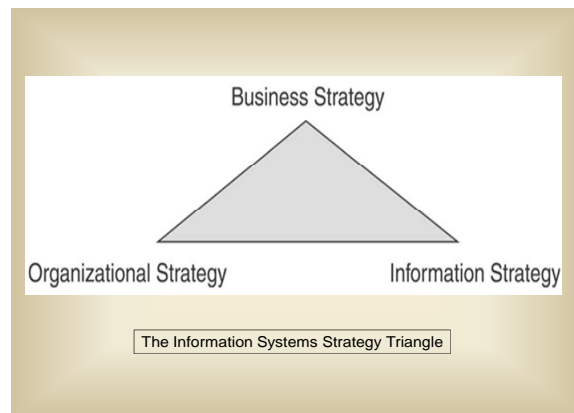 Business Strategy
Organizational Strategy
Information Strategy
The Information Systems Strategy Triangle